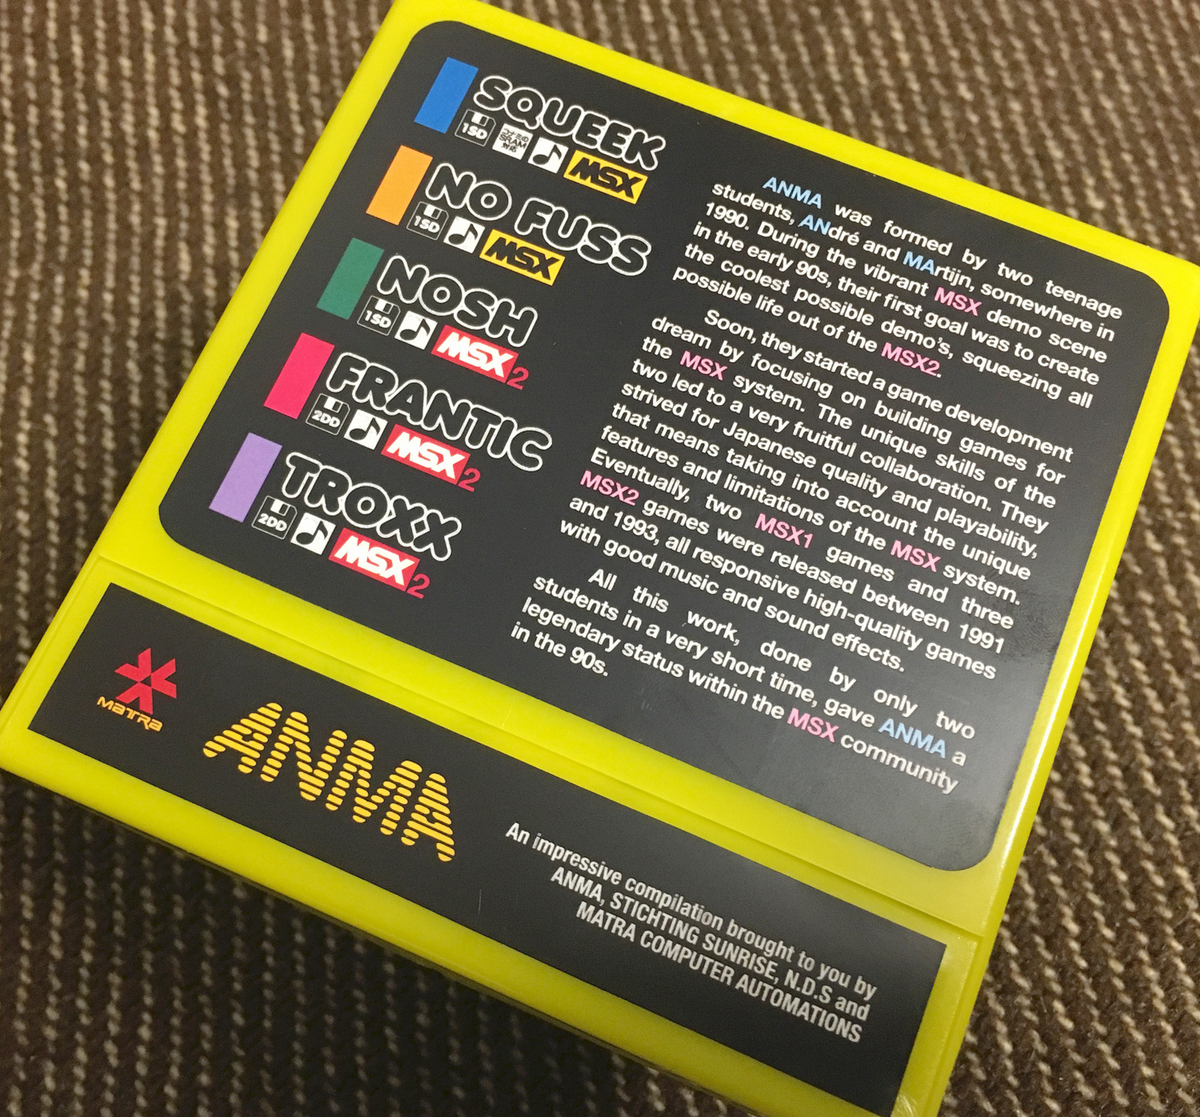 SQUEEK
1SD
SRAM
対応
MSX
NO FUSS
1SD
MSX
NOSH
1SD
MSX2
FRANTIC
2DD
MSX2
TROXX
2DD
MSX2
ANMA was formed by two teenage
students, ANdré and MArtijn, somewhere in
1990. During the vibrant MSX demo scene
in the early 90s, their first goal was to create
the coolest possible demo's, squeezing all
possible life out of the MSX2.
Soon, they started a game development
dream by focusing on building games for
the MSX system. The unique skills of the
two led to a very fruitful collaboration. They
strived for Japanese quality and playability,
that means taking into account the unique
features and limitations of the MSX system.
Eventually, two MSX1 games and three
MSX2 games were released between 1991
and 1993, all responsive high-quality games
with good music and sound effects.
All this work, done by only two
students in a very short time, gave ANMA a
legendary status within the MSX community
in the 90s.
MATRA
ANMA
An impressive compilation brought to you by
ANMA, STICHTING SUNRISE, N.D.S and
MATRA COMPUTER AUTOMATIONS